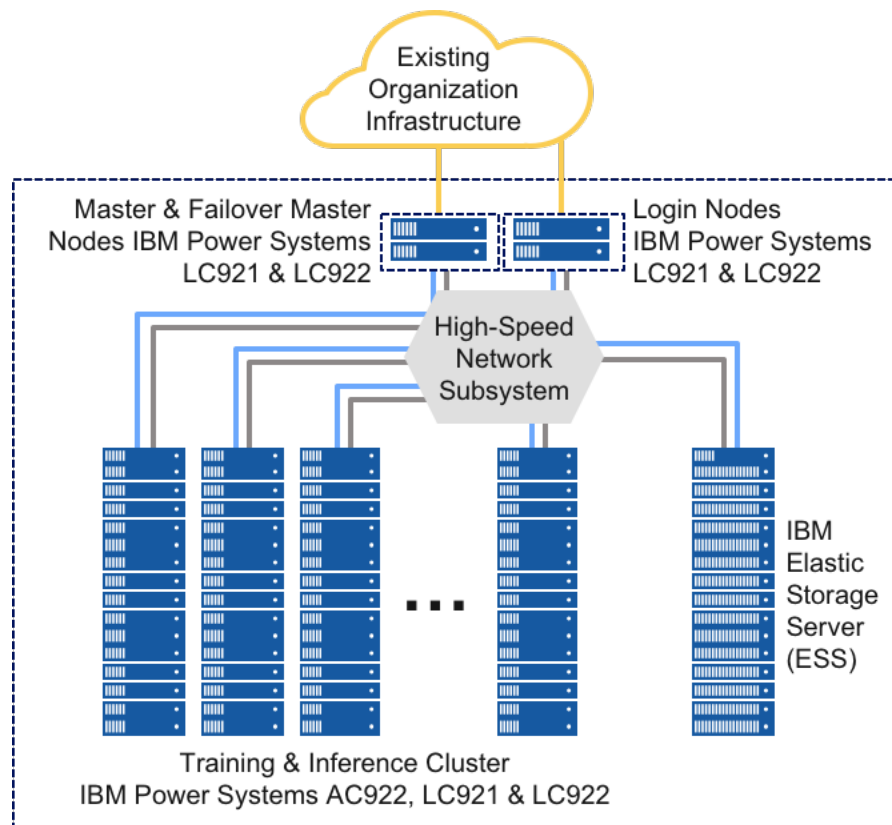 Existing
Organization
Infrastructure
Master & Failover Master
Nodes IBM Power Systems
LC921 & LC922
Login Nodes
IBM Power Systems
LC921 & LC922
High-Speed
Network
Subsystem
IBM
Elastic
Storage
Server
(ESS)
Training & Inference Cluster
IBM Power Systems AC922, LC921 & LC922